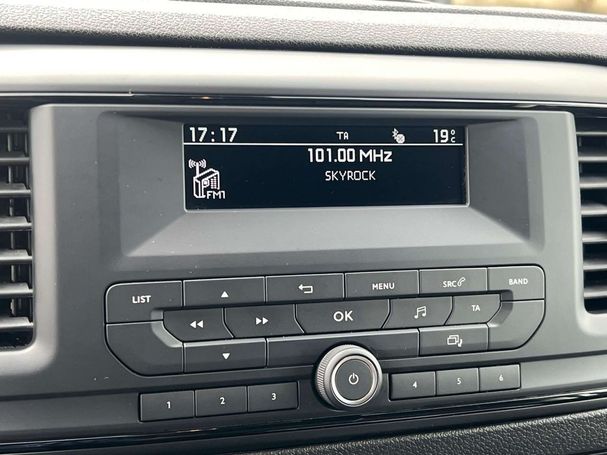 17:17 TA 19°C
101.00 MHz
SKYROCK
FM1
LIST MENU SRC BAND
OK TA
1 2 3 4 5 6